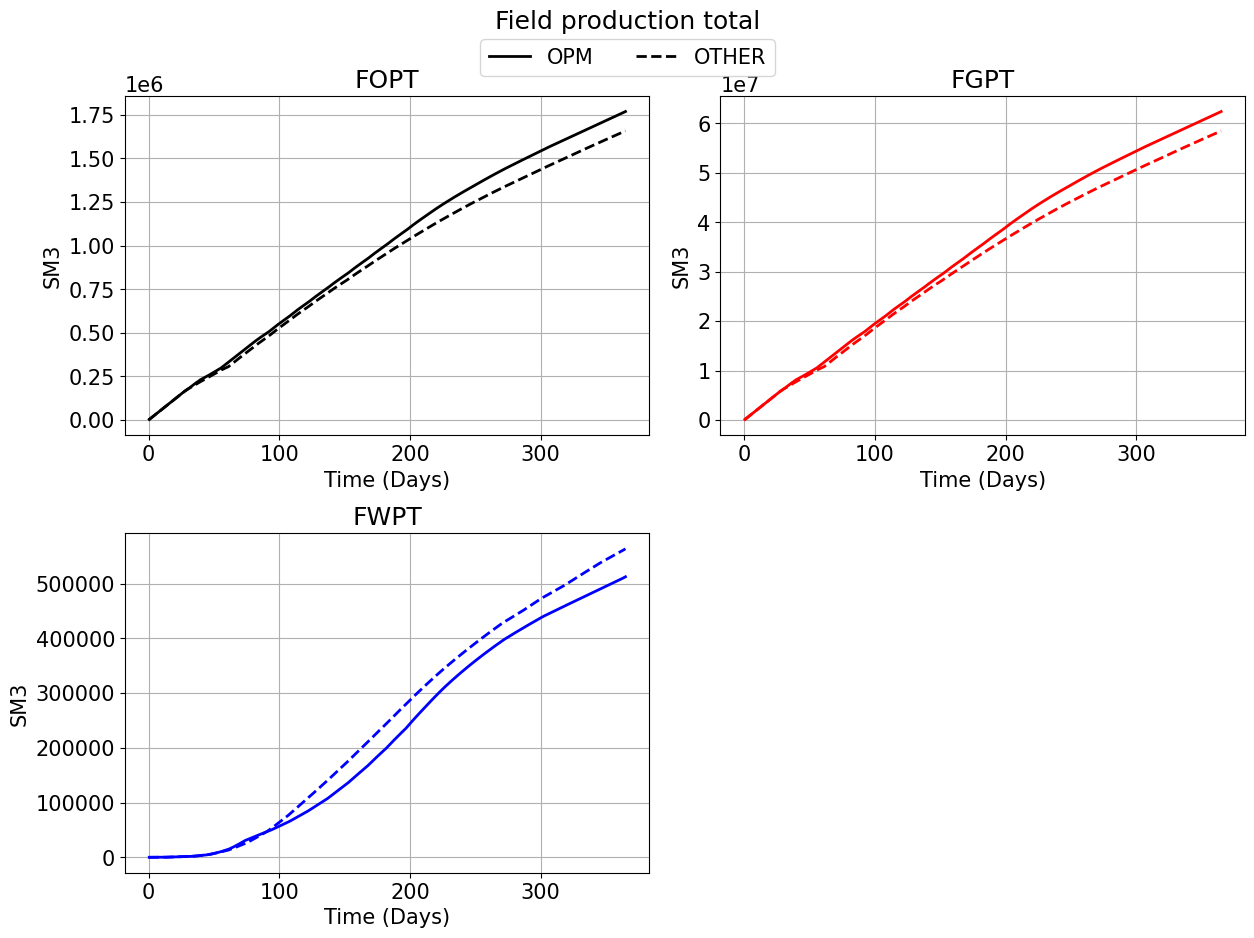 Field production total
OPM OTHER
FOPT
1e6
1.75
1.50
1.25
1.00
0.75
0.50
0.25
0.00
SM3
0 100 200 300
Time (Days)
FGPT
1e7
6
5
4
3
2
1
0
SM3
0 100 200 300
Time (Days)
FWPT
500000
400000
300000
200000
100000
0
SM3
0 100 200 300
Time (Days)